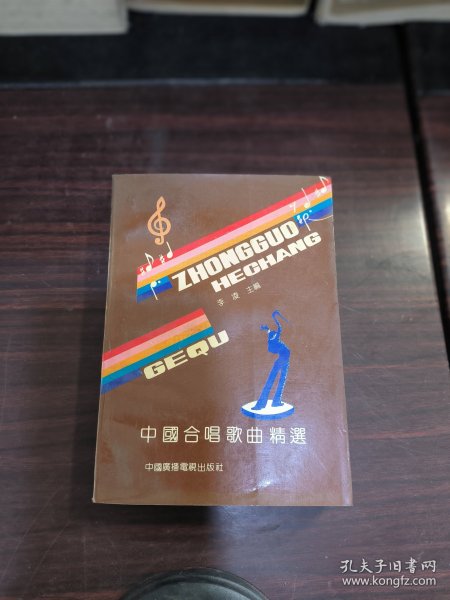 ZHONGGUO
HECHANG
李凌 主编
GEQU
中國合唱歌曲精選
中國廣播電視出版社
孔夫子旧书网
www.kongfz.com